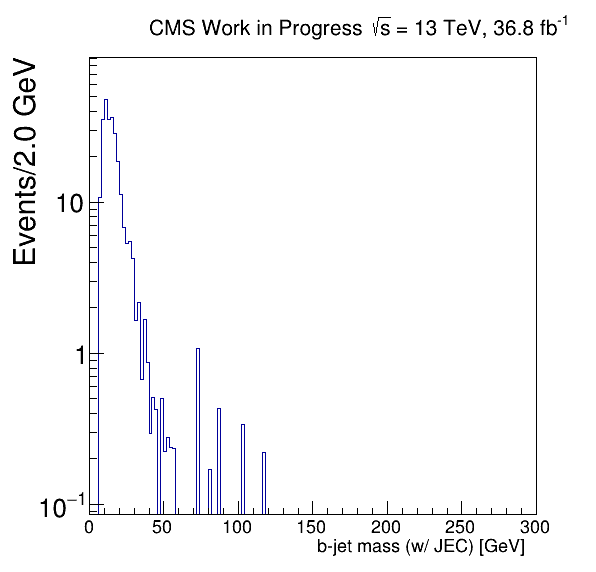 CMS Work in Progress √s = 13 TeV, 36.8 fb⁻¹
Events/2.0 GeV
10
1
10⁻¹
0 50 100 150 200 250 300
b-jet mass (w/ JEC) [GeV]